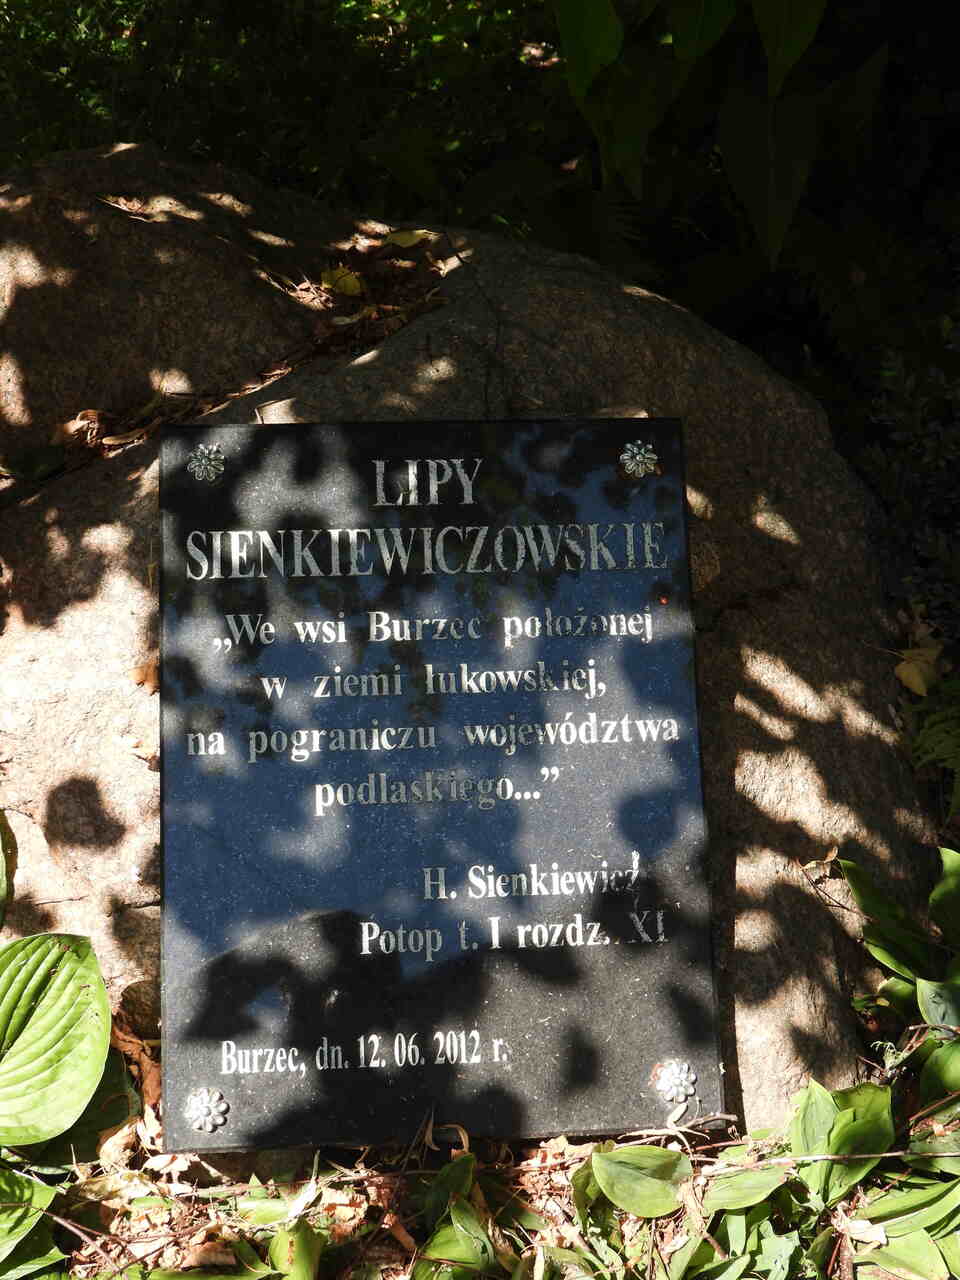 LIPY
SIENKIEWICZOWSKIE
„We wsi Burzec położonej
w ziemi łukowskiej,
na pograniczu województwa
podlaskiego...”
H. Sienkiewicz
Potop t. I rozdz. XI
Burzec, dn. 12. 06. 2012 r.